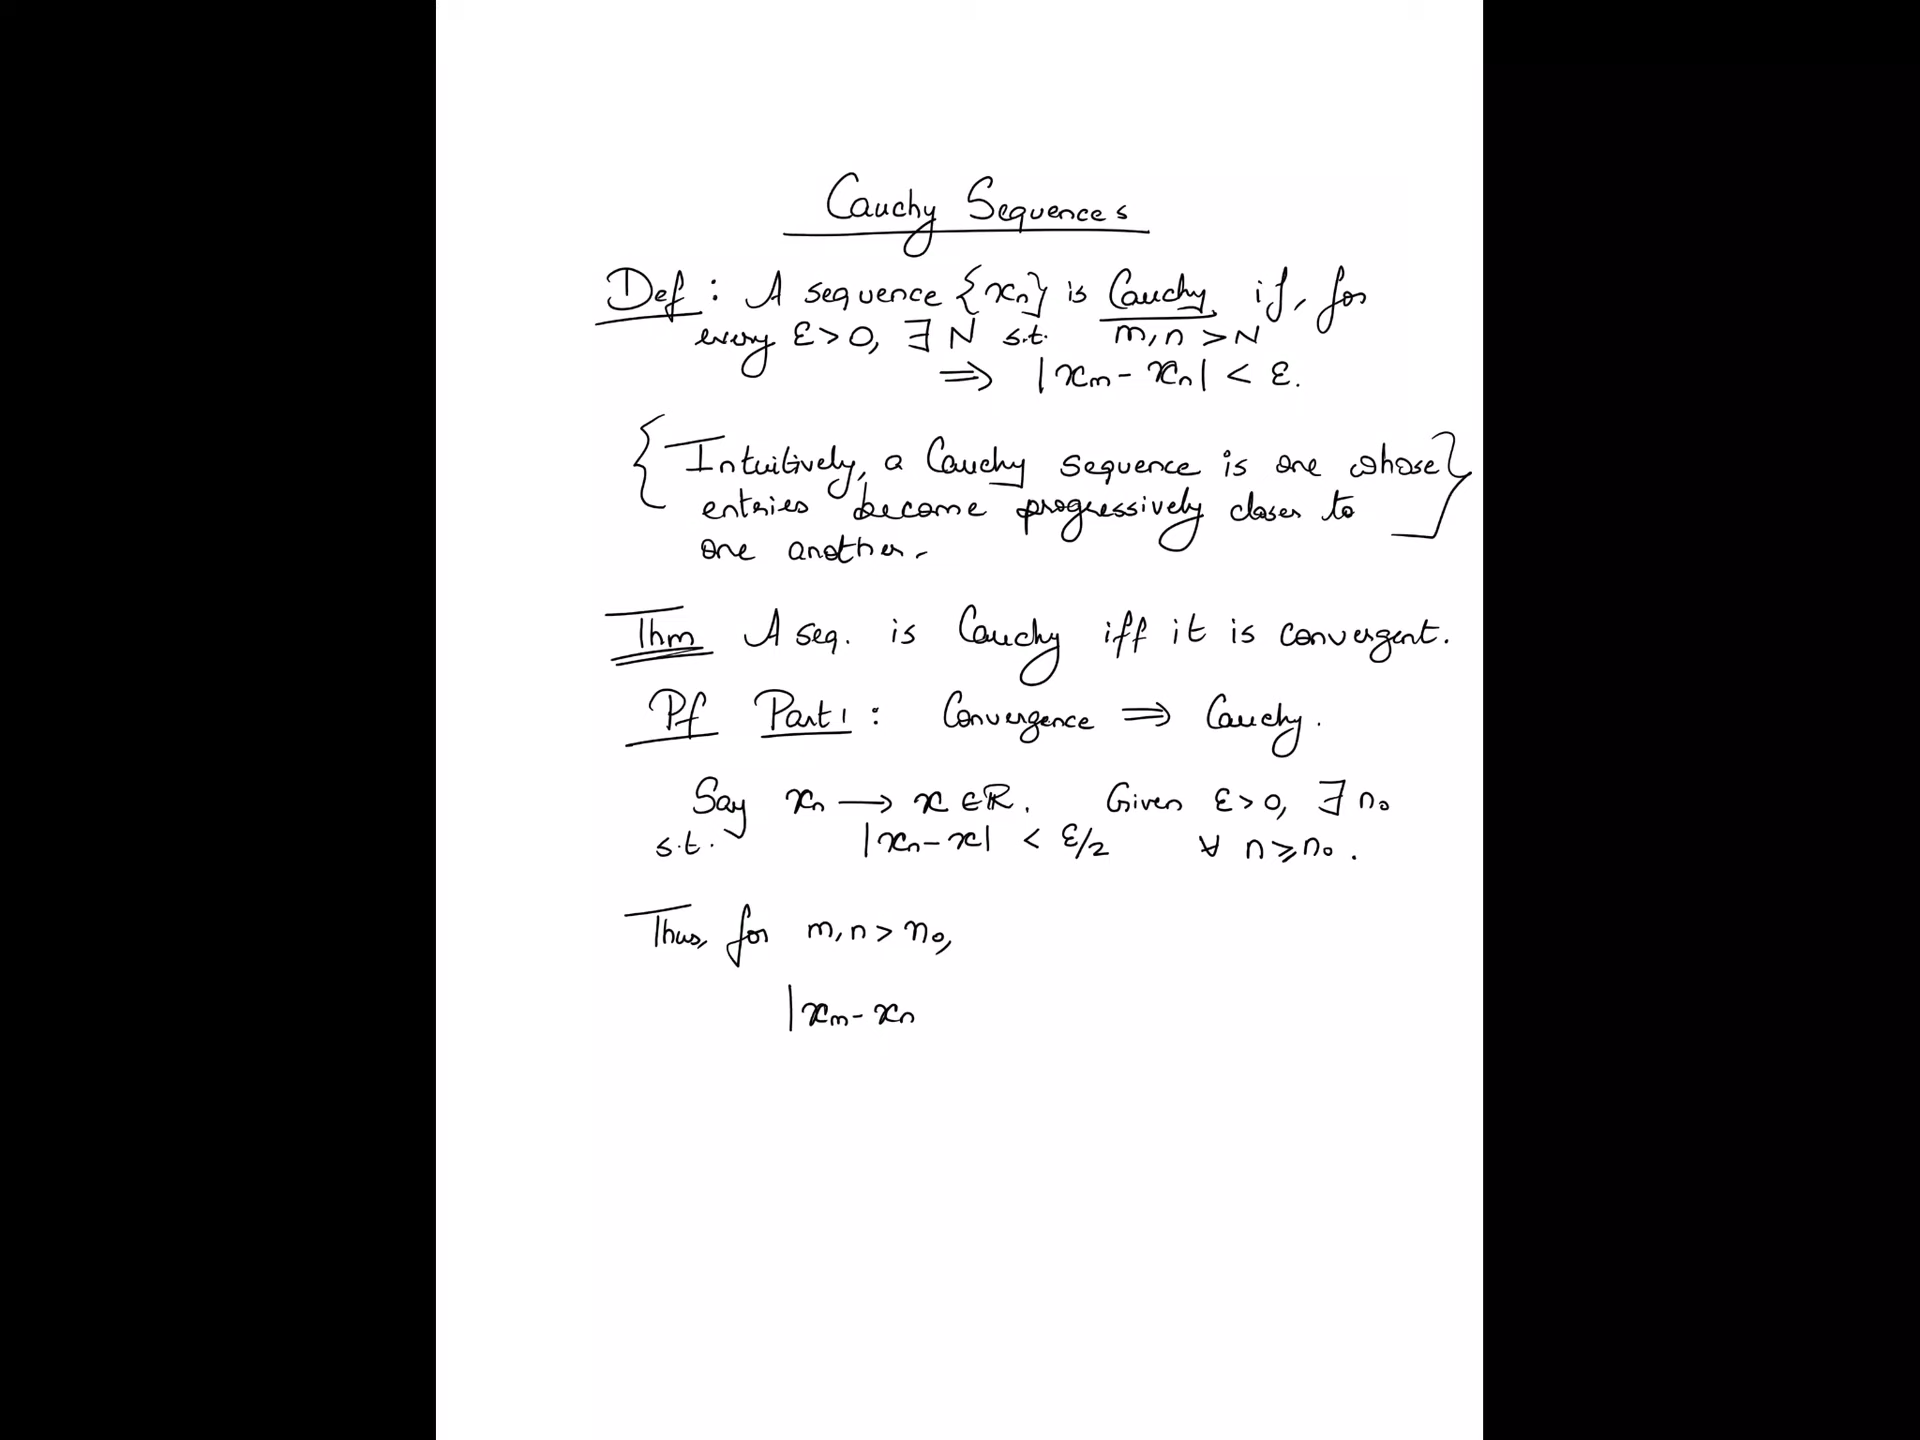 Cauchy Sequences
Def : A sequence {xn} is Cauchy if, for
every ε > 0, ∃ N s.t. m, n > N
⟹ |xm - xn| < ε.
{Intuitively, a Cauchy sequence is one whose
entries become progressively closer to
one another.}
Thm A seq. is Cauchy iff it is convergent.
Pf Part 1 : Convergence ⟹ Cauchy.
Say xn ⟶ x ∈ ℝ. Given ε > 0, ∃ n₀
s.t. |xn - x| < ε/2 ∀ n ⩾ n₀.
Thus, for m, n > n₀,
|xm - xn